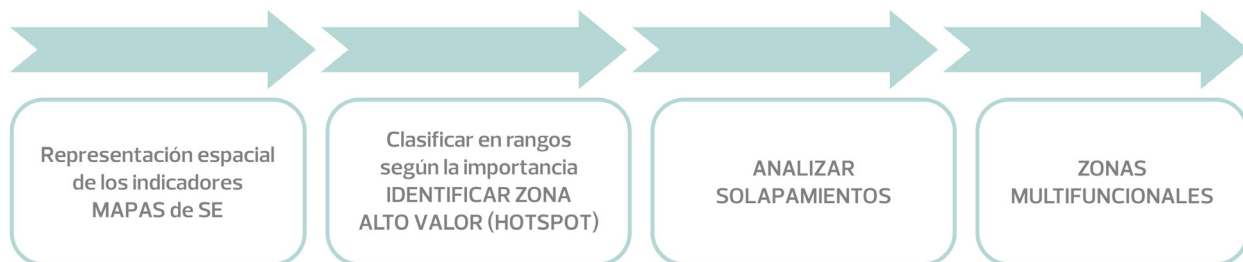 Representación espacial
de los indicadores
MAPAS de SE
Clasificar en rangos
según la importancia
IDENTIFICAR ZONA
ALTO VALOR (HOTSPOT)
ANALIZAR
SOLAPAMIENTOS
ZONAS
MULTIFUNCIONALES